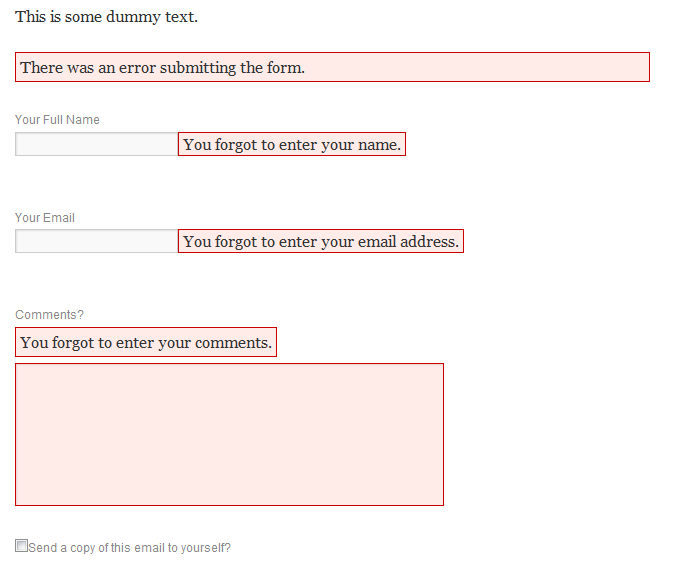 This is some dummy text.
There was an error submitting the form.
Your Full Name
You forgot to enter your name.
Your Email
You forgot to enter your email address.
Comments?
You forgot to enter your comments.
Send a copy of this email to yourself?